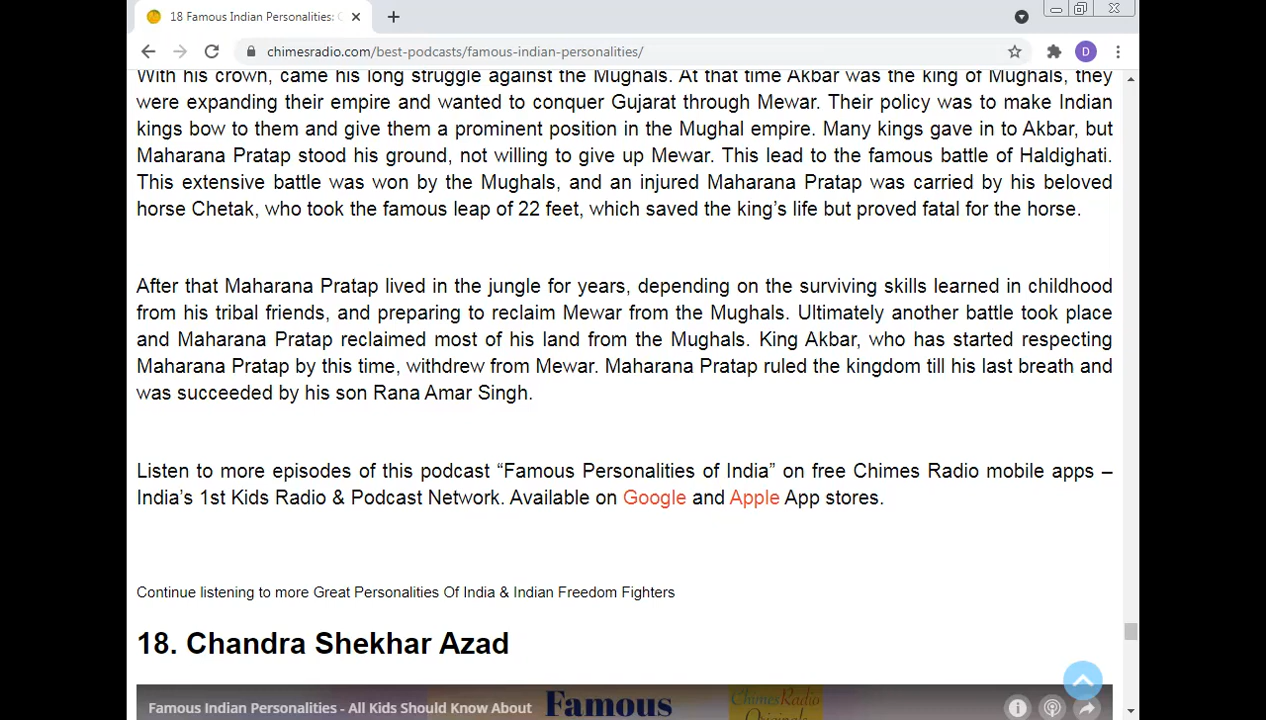 18 Famous Indian Personalities:
chimesradio.com/best-podcasts/famous-indian-personalities/
D
With his crown, came his long struggle against the Mughals. At that time Akbar was the king of Mughals, they
were expanding their empire and wanted to conquer Gujarat through Mewar. Their policy was to make Indian
kings bow to them and give them a prominent position in the Mughal empire. Many kings gave in to Akbar, but
Maharana Pratap stood his ground, not willing to give up Mewar. This lead to the famous battle of Haldighati.
This extensive battle was won by the Mughals, and an injured Maharana Pratap was carried by his beloved
horse Chetak, who took the famous leap of 22 feet, which saved the king’s life but proved fatal for the horse.
After that Maharana Pratap lived in the jungle for years, depending on the surviving skills learned in childhood
from his tribal friends, and preparing to reclaim Mewar from the Mughals. Ultimately another battle took place
and Maharana Pratap reclaimed most of his land from the Mughals. King Akbar, who has started respecting
Maharana Pratap by this time, withdrew from Mewar. Maharana Pratap ruled the kingdom till his last breath and
was succeeded by his son Rana Amar Singh.
Listen to more episodes of this podcast “Famous Personalities of India” on free Chimes Radio mobile apps –
India’s 1st Kids Radio & Podcast Network. Available on Google and Apple App stores.
Continue listening to more Great Personalities Of India & Indian Freedom Fighters
18. Chandra Shekhar Azad
Famous Indian Personalities - All Kids Should Know About
Famous
ChimesRadio
Originals